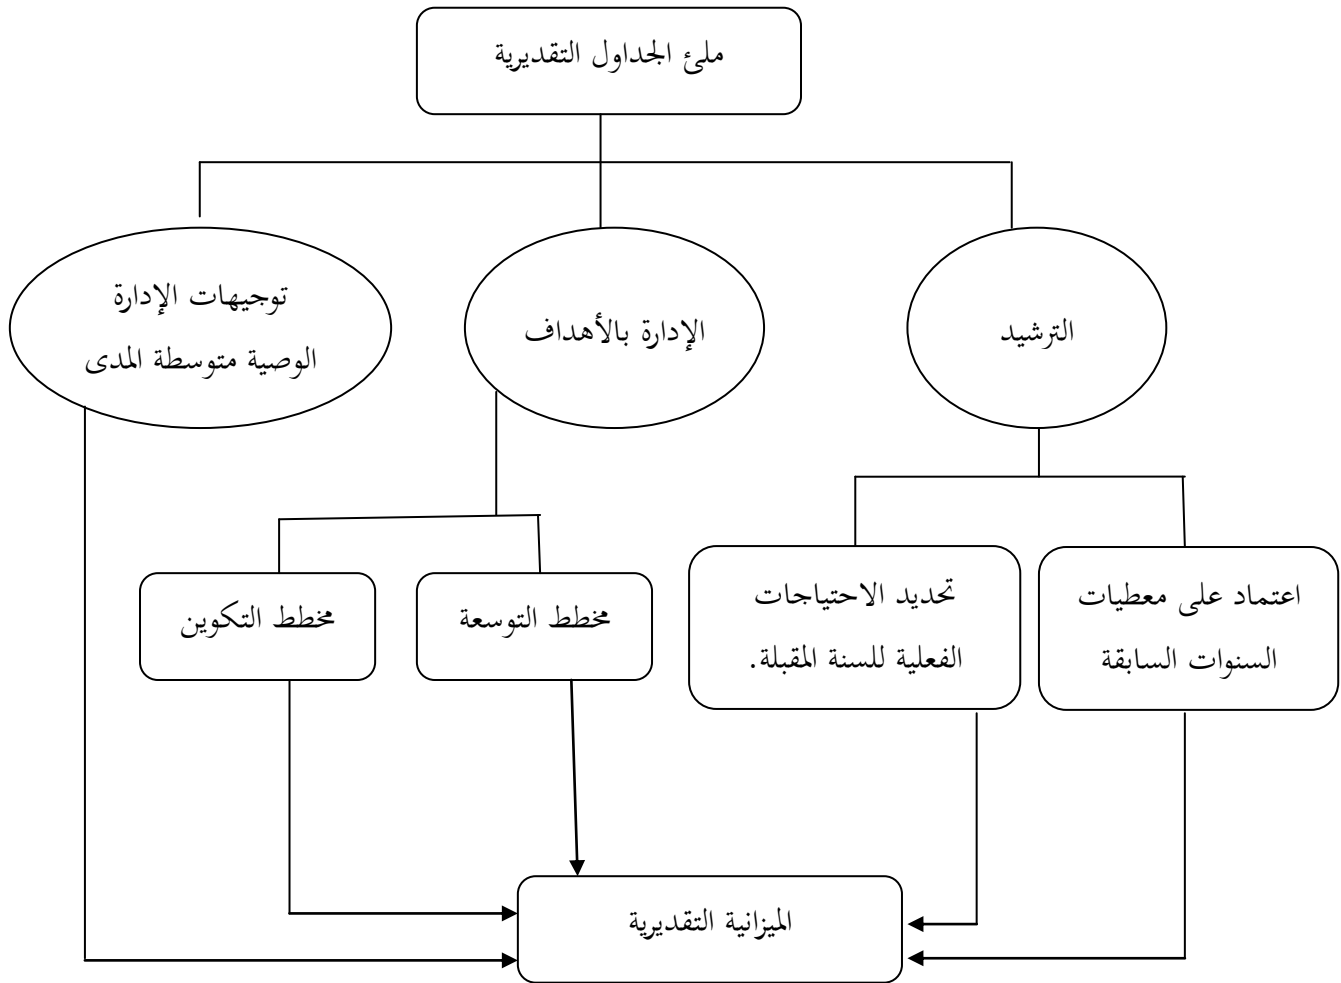 ملئ الجداول التقديرية
الترشيد
الإدارة بالأهداف
توجيهات الإدارة
الوصية متوسطة المدى
اعتماد على معطيات
السنوات السابقة
تحديد الاحتياجات
الفعلية للسنة المقبلة.
مخطط التوسعة
مخطط التكوين
الميزانية التقديرية